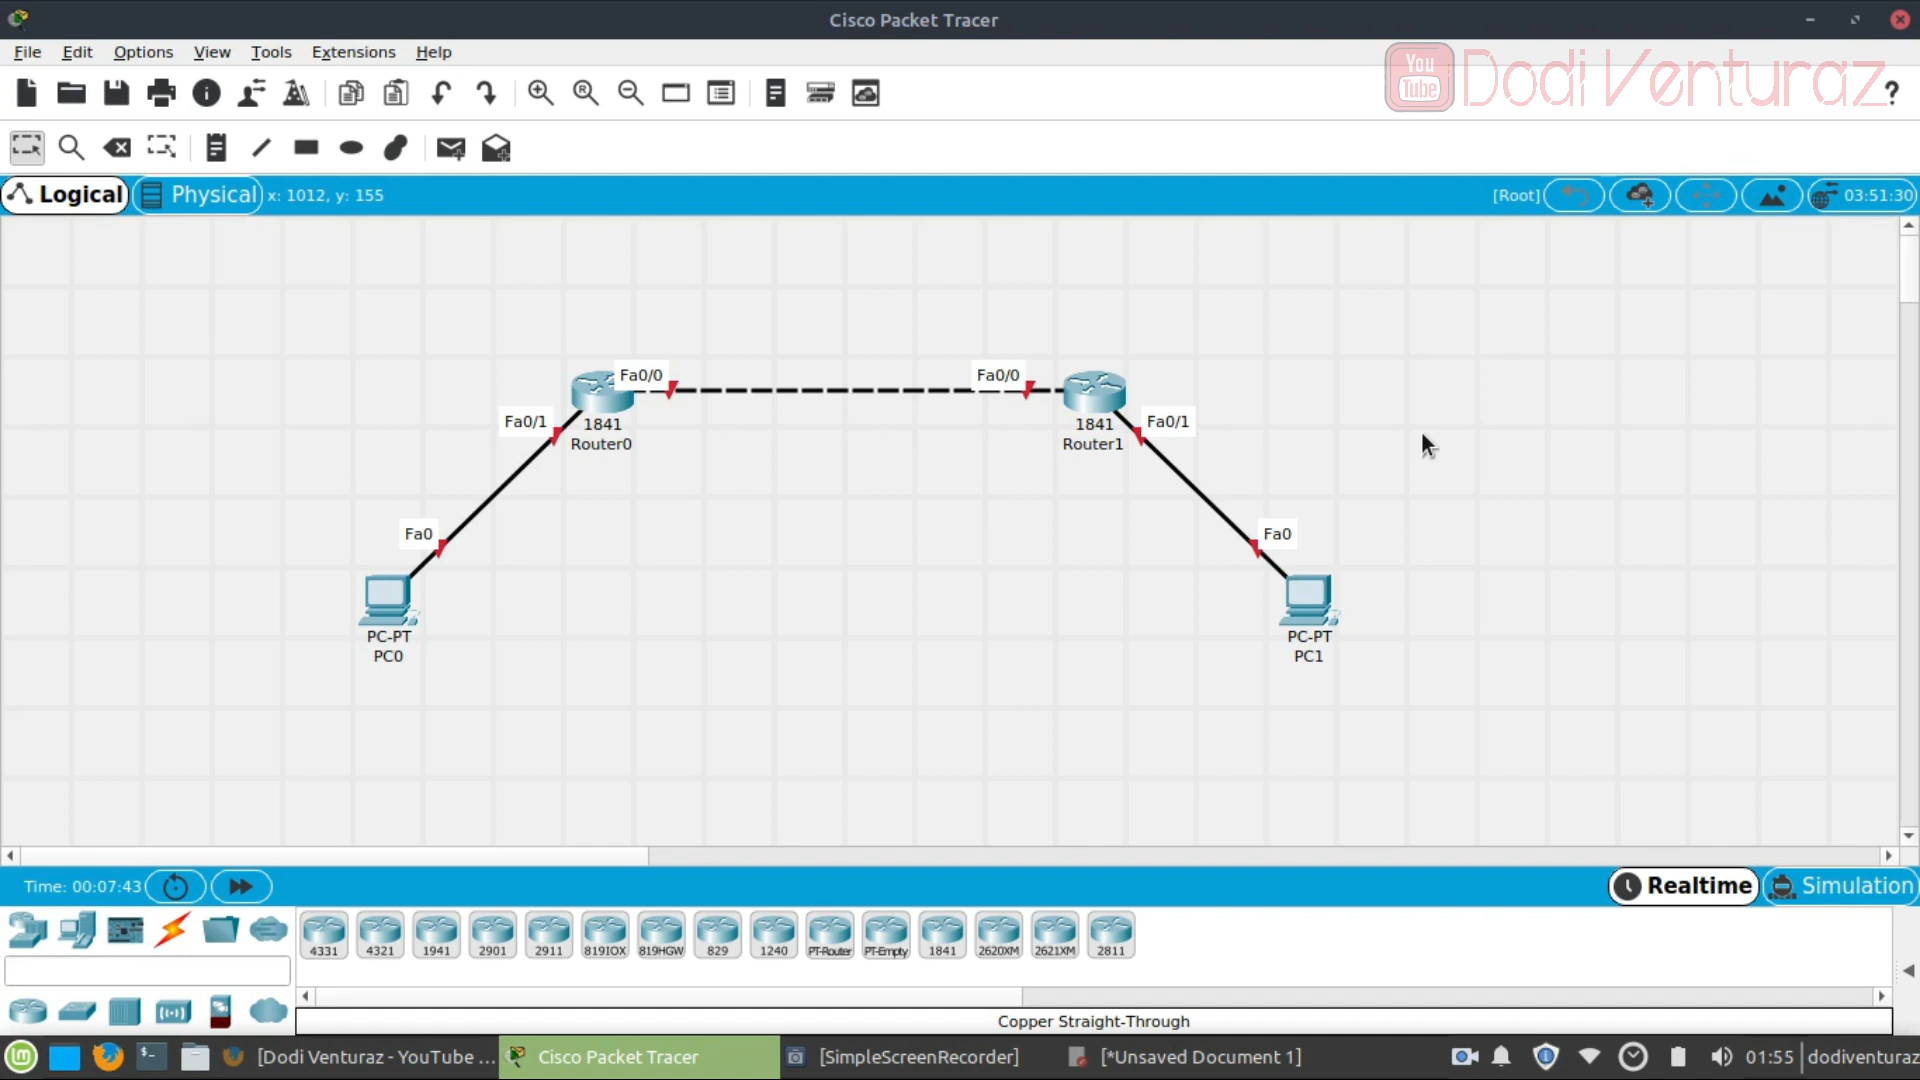 Cisco Packet Tracer
File Edit Options View Tools Extensions Help
You Tube Dodi Venturaz
Logical Physical x: 1012, y: 155 [Root] 03:51:30
Fa0/0 Fa0/0
Fa0/1 1841 1841 Fa0/1
Router0 Router1
Fa0 Fa0
PC-PT PC-PT
PC0 PC1
Time: 00:07:43 Realtime Simulation
4331 4321 1941 2901 2911 819IOX 819HGW 829 1240 PT-Router PT-Empty 1841 2620XM 2621XM 2811
Copper Straight-Through
[Dodi Venturaz - YouTube ... Cisco Packet Tracer [SimpleScreenRecorder] [*Unsaved Document 1] 01:55 dodiventuraz